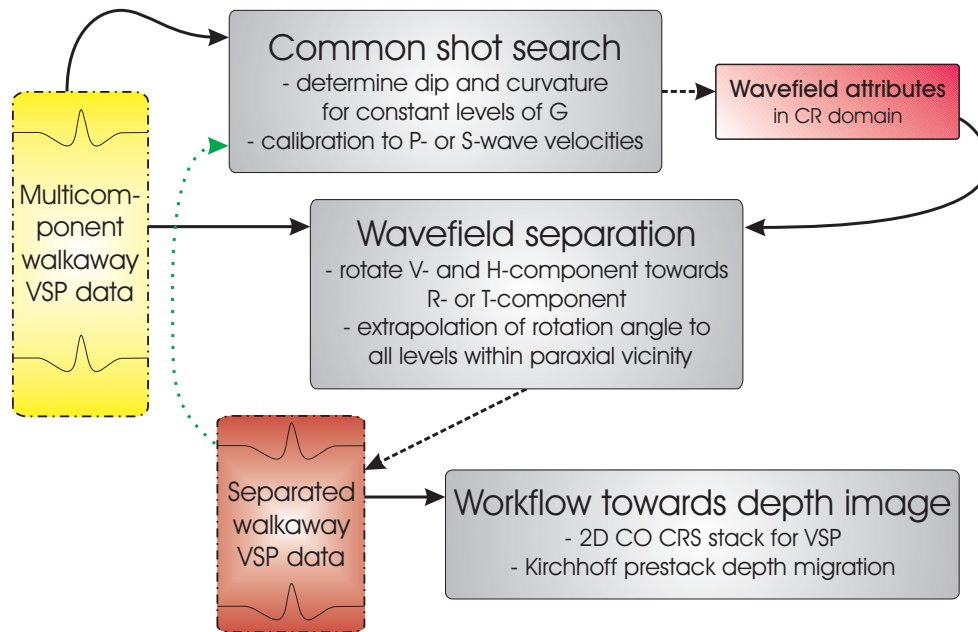 Common shot search
- determine dip and curvature
for constant levels of G
- calibration to P- or S-wave velocities
Wavefield attributes
in CR domain
Multicom-
ponent
walkaway
VSP data
Wavefield separation
- rotate V- and H-component towards
R- or T-component
- extrapolation of rotation angle to
all levels within paraxial vicinity
Separated
walkaway
VSP data
Workflow towards depth image
- 2D CO CRS stack for VSP
- Kirchhoff prestack depth migration